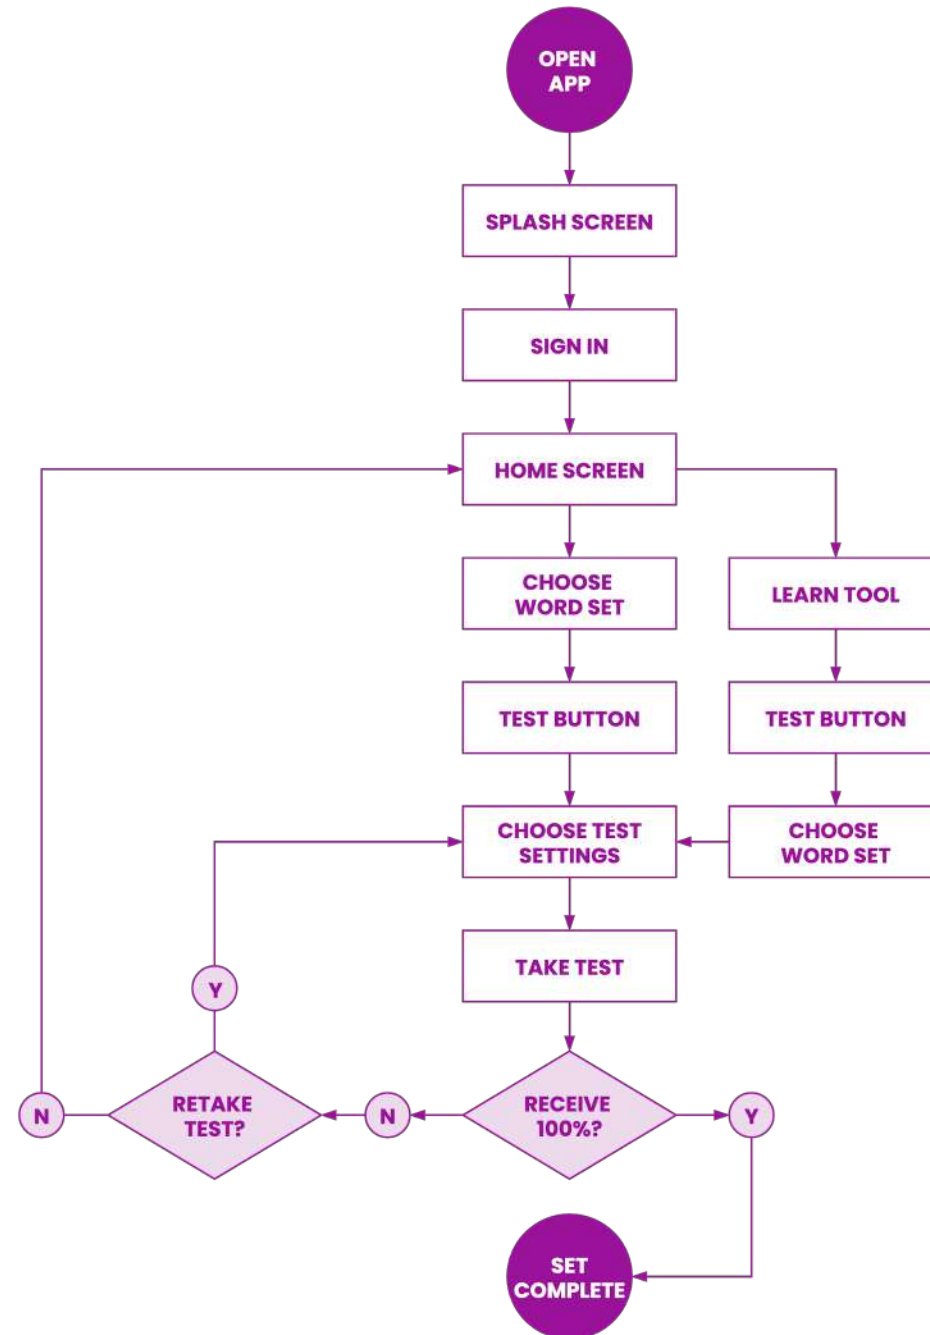 OPEN
APP
SPLASH SCREEN
SIGN IN
HOME SCREEN
CHOOSE
WORD SET
LEARN TOOL
TEST BUTTON
TEST BUTTON
CHOOSE TEST
SETTINGS
CHOOSE
WORD SET
TAKE TEST
Y
N
RETAKE
TEST?
N
RECEIVE
100%?
Y
SET
COMPLETE